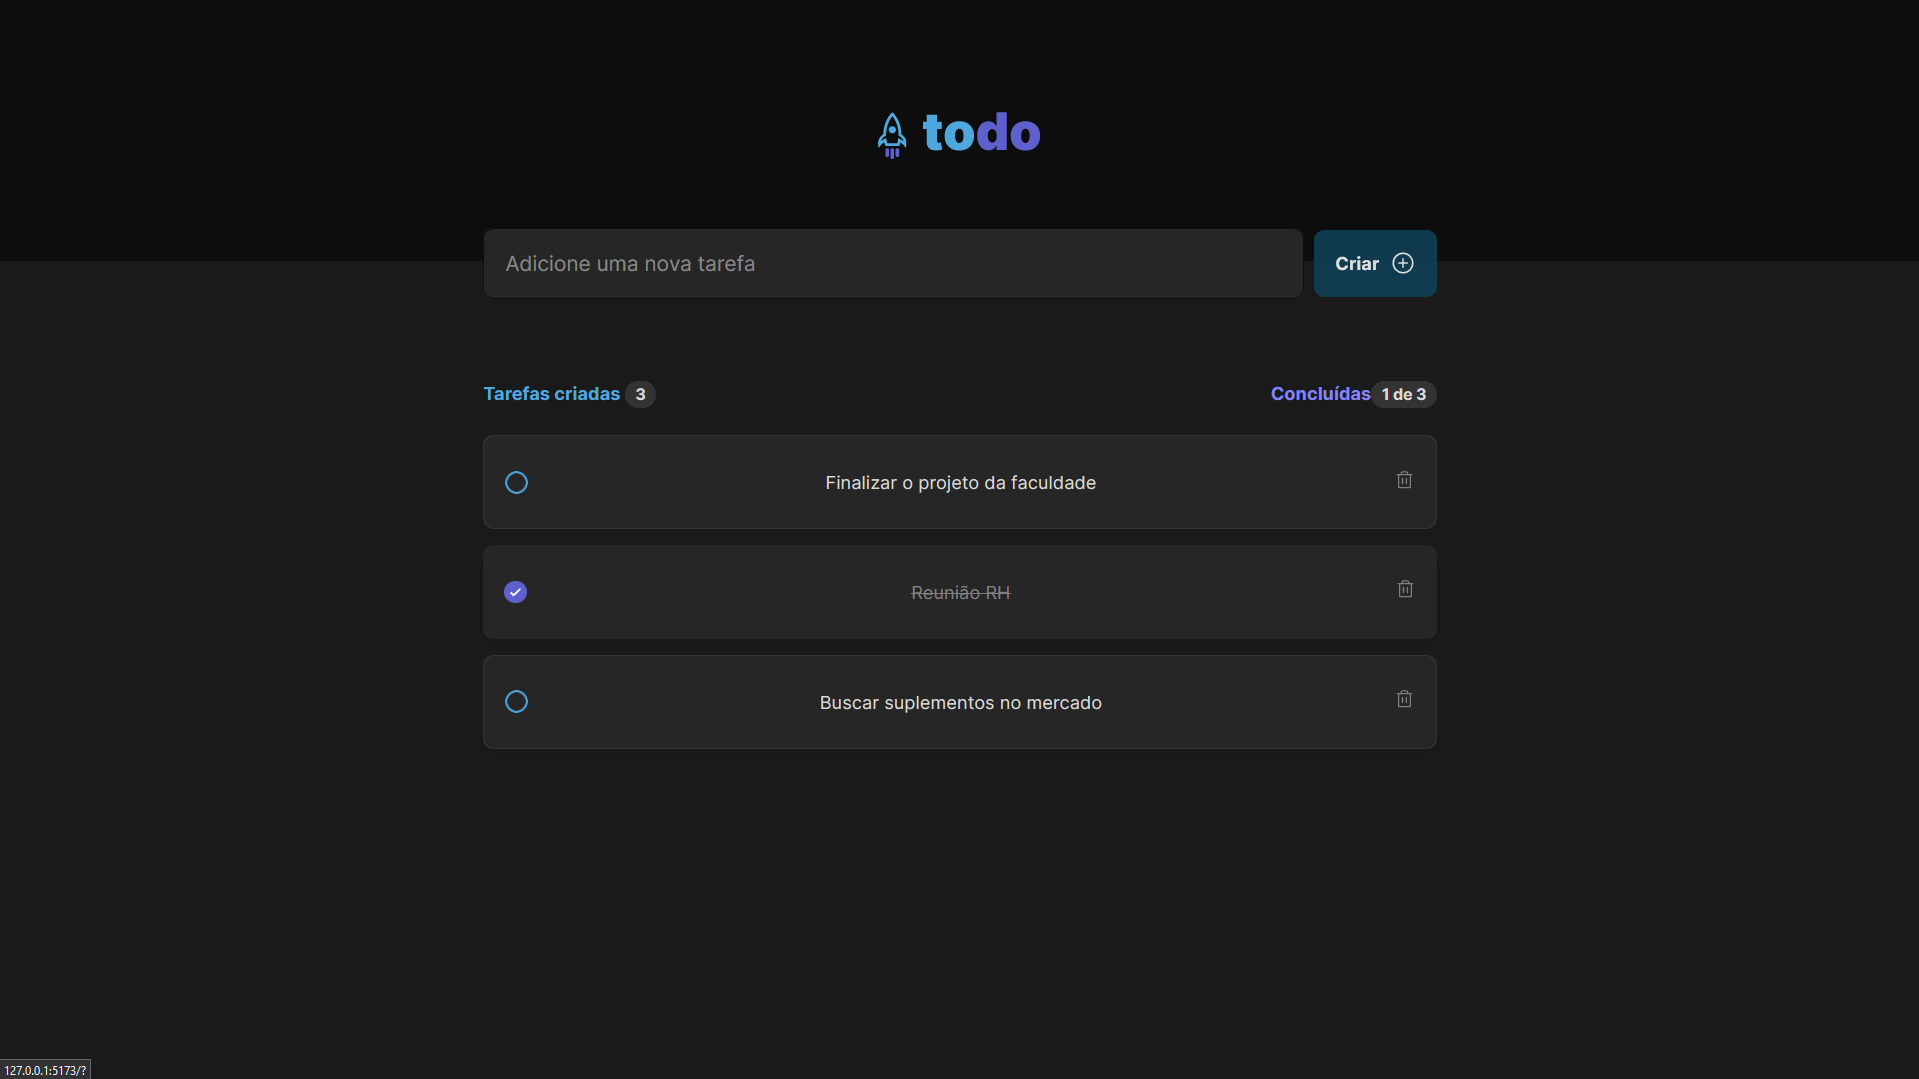 todo
Adicione uma nova tarefa
Criar
Tarefas criadas 3
Concluídas 1 de 3
Finalizar o projeto da faculdade
Reunião RH
Buscar suplementos no mercado
127.0.0.1:5173/?